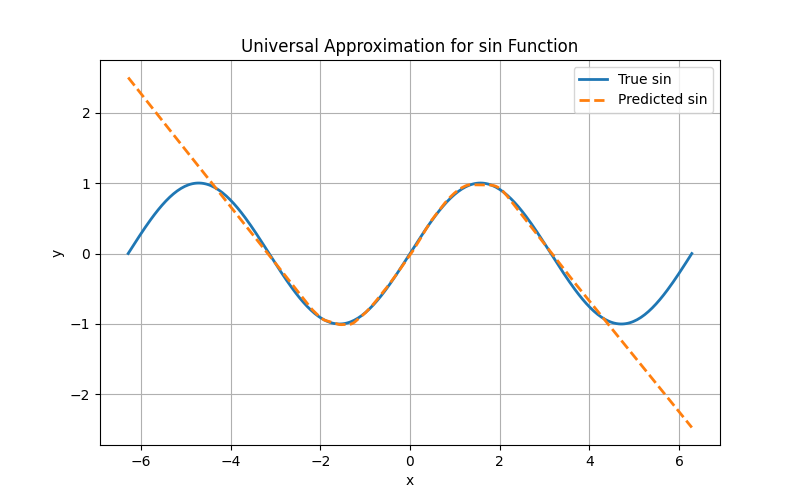 Universal Approximation for sin Function
True sin
Predicted sin
y
2
1
0
−1
−2
−6 −4 −2 0 2 4 6
x